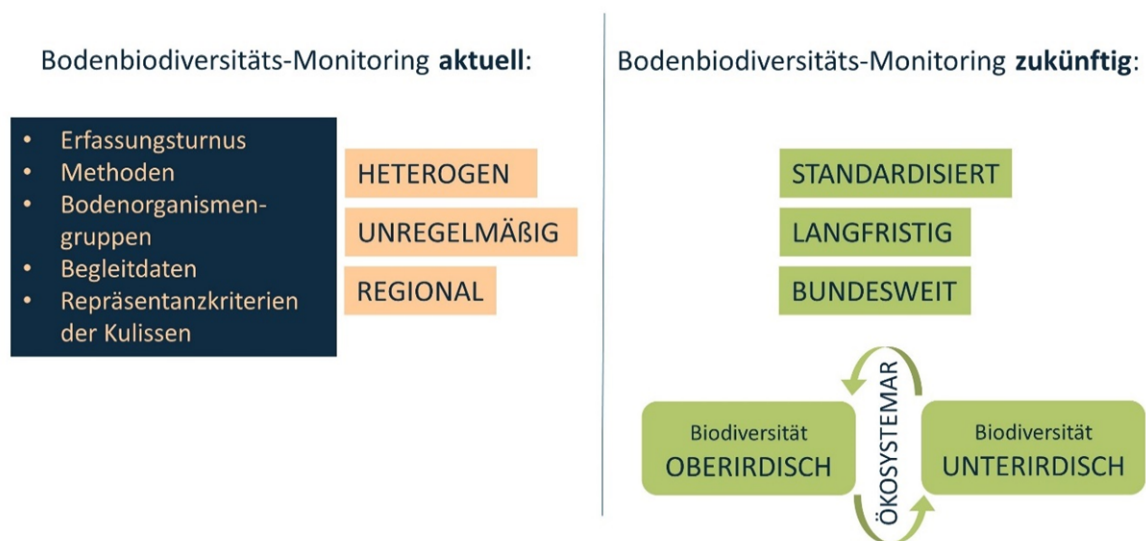 Bodenbiodiversitäts-Monitoring aktuell:
• Erfassungsturnus
• Methoden
• Bodenorganismen-
gruppen
• Begleitdaten
• Repräsentanzkriterien
der Kulissen
HETEROGEN
UNREGELMÄßIG
REGIONAL
Bodenbiodiversitäts-Monitoring zukünftig:
STANDARDISIERT
LANGFRISTIG
BUNDESWEIT
Biodiversität
OBERIRDISCH
ÖKOSYSTEMAR
Biodiversität
UNTERIRDISCH